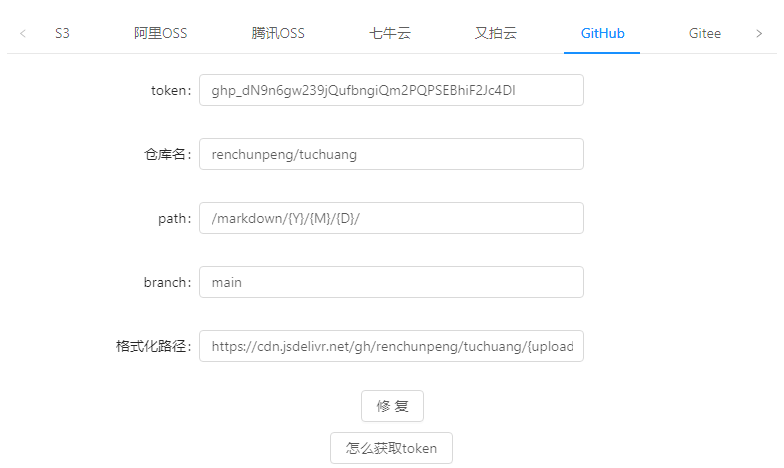 S3 阿里OSS 腾讯OSS 七牛云 又拍云 GitHub Gitee
token: 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
仓库名: renchunpeng/tuchuang
path: /markdown/{Y}/{M}/{D}/
branch: main
格式化路径: https://cdn.jsdelivr.net/gh/renchunpeng/tuchuang/{upload
修 复
怎么获取token